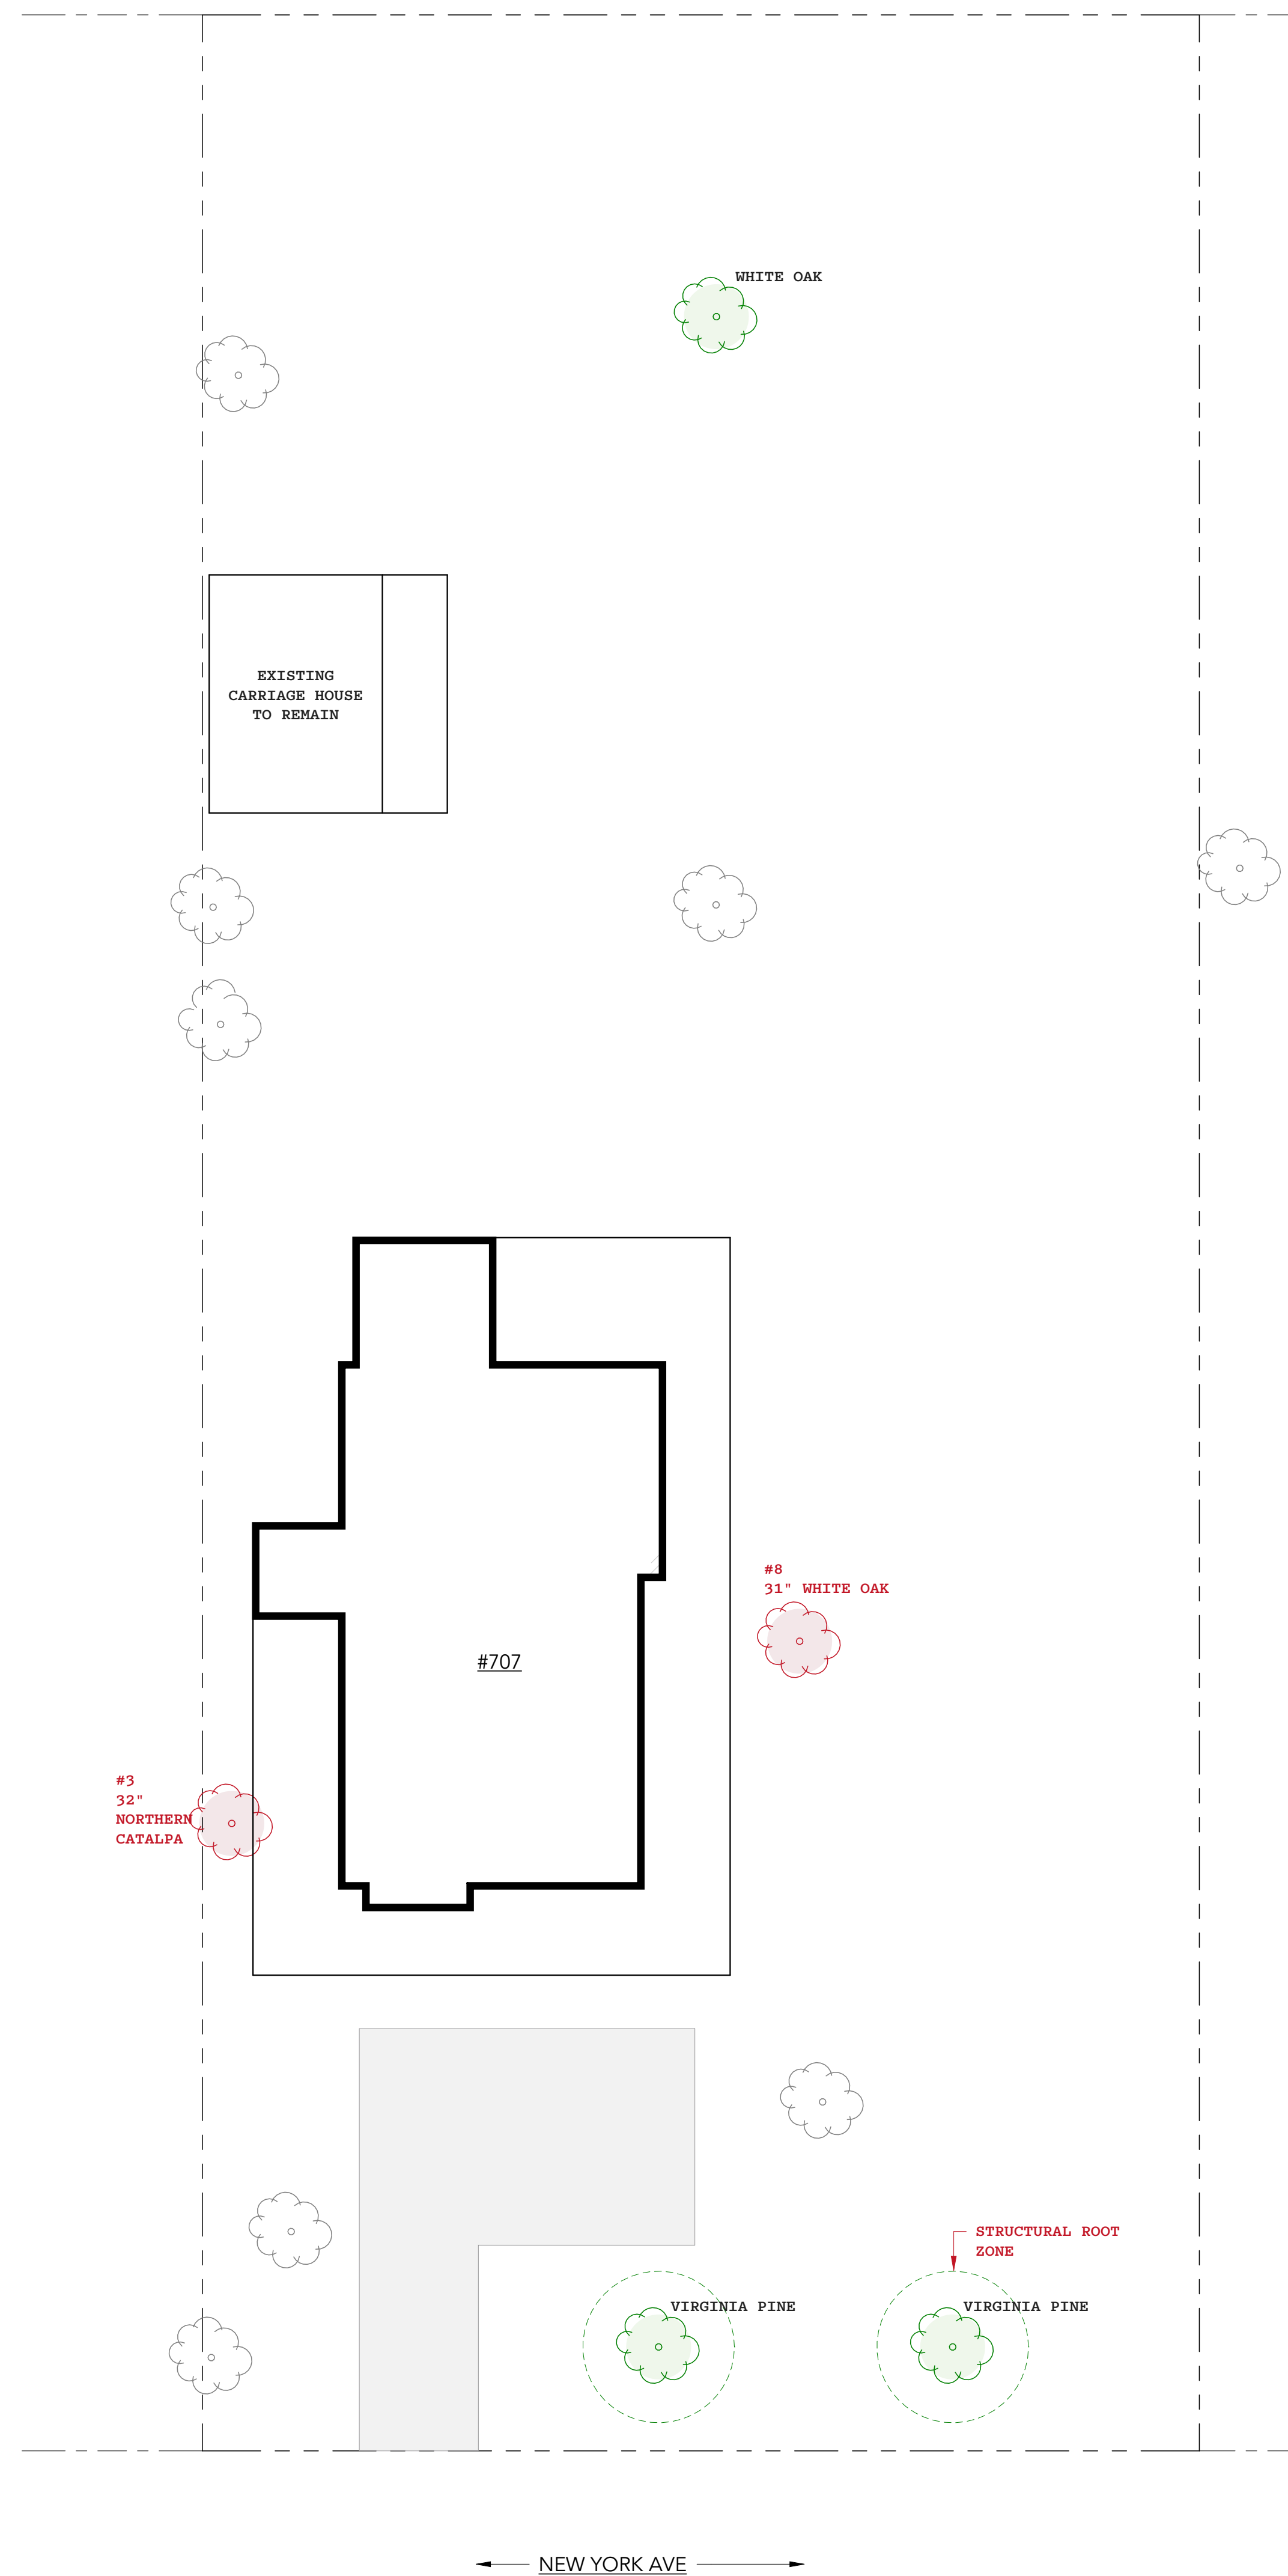 WHITE OAK
EXISTING
CARRIAGE HOUSE
TO REMAIN
#8
31" WHITE OAK
#707
#3
32"
NORTHERN
CATALPA
STRUCTURAL ROOT
ZONE
VIRGINIA PINE
VIRGINIA PINE
NEW YORK AVE